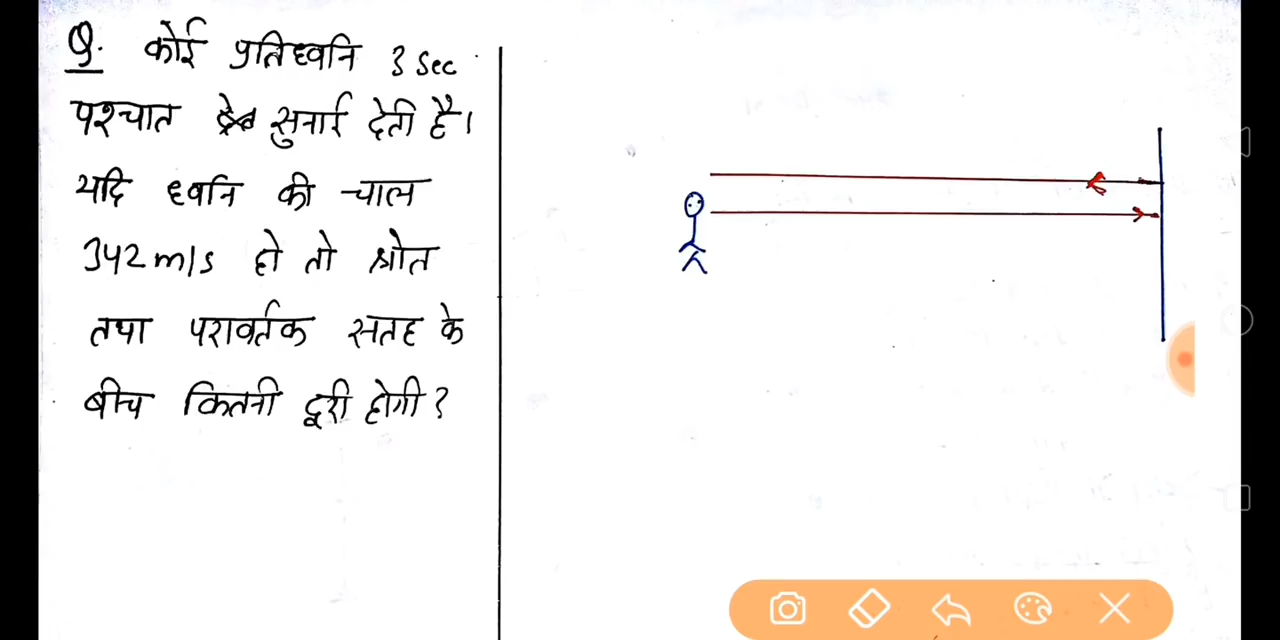 Q. कोई प्रतिध्वनि 3 Sec
पश्चात सुनाई देती है।
यदि ध्वनि की चाल
342 m/s हो तो श्रोत
तथा परावर्तक सतह के
बीच कितनी दूरी होगी?